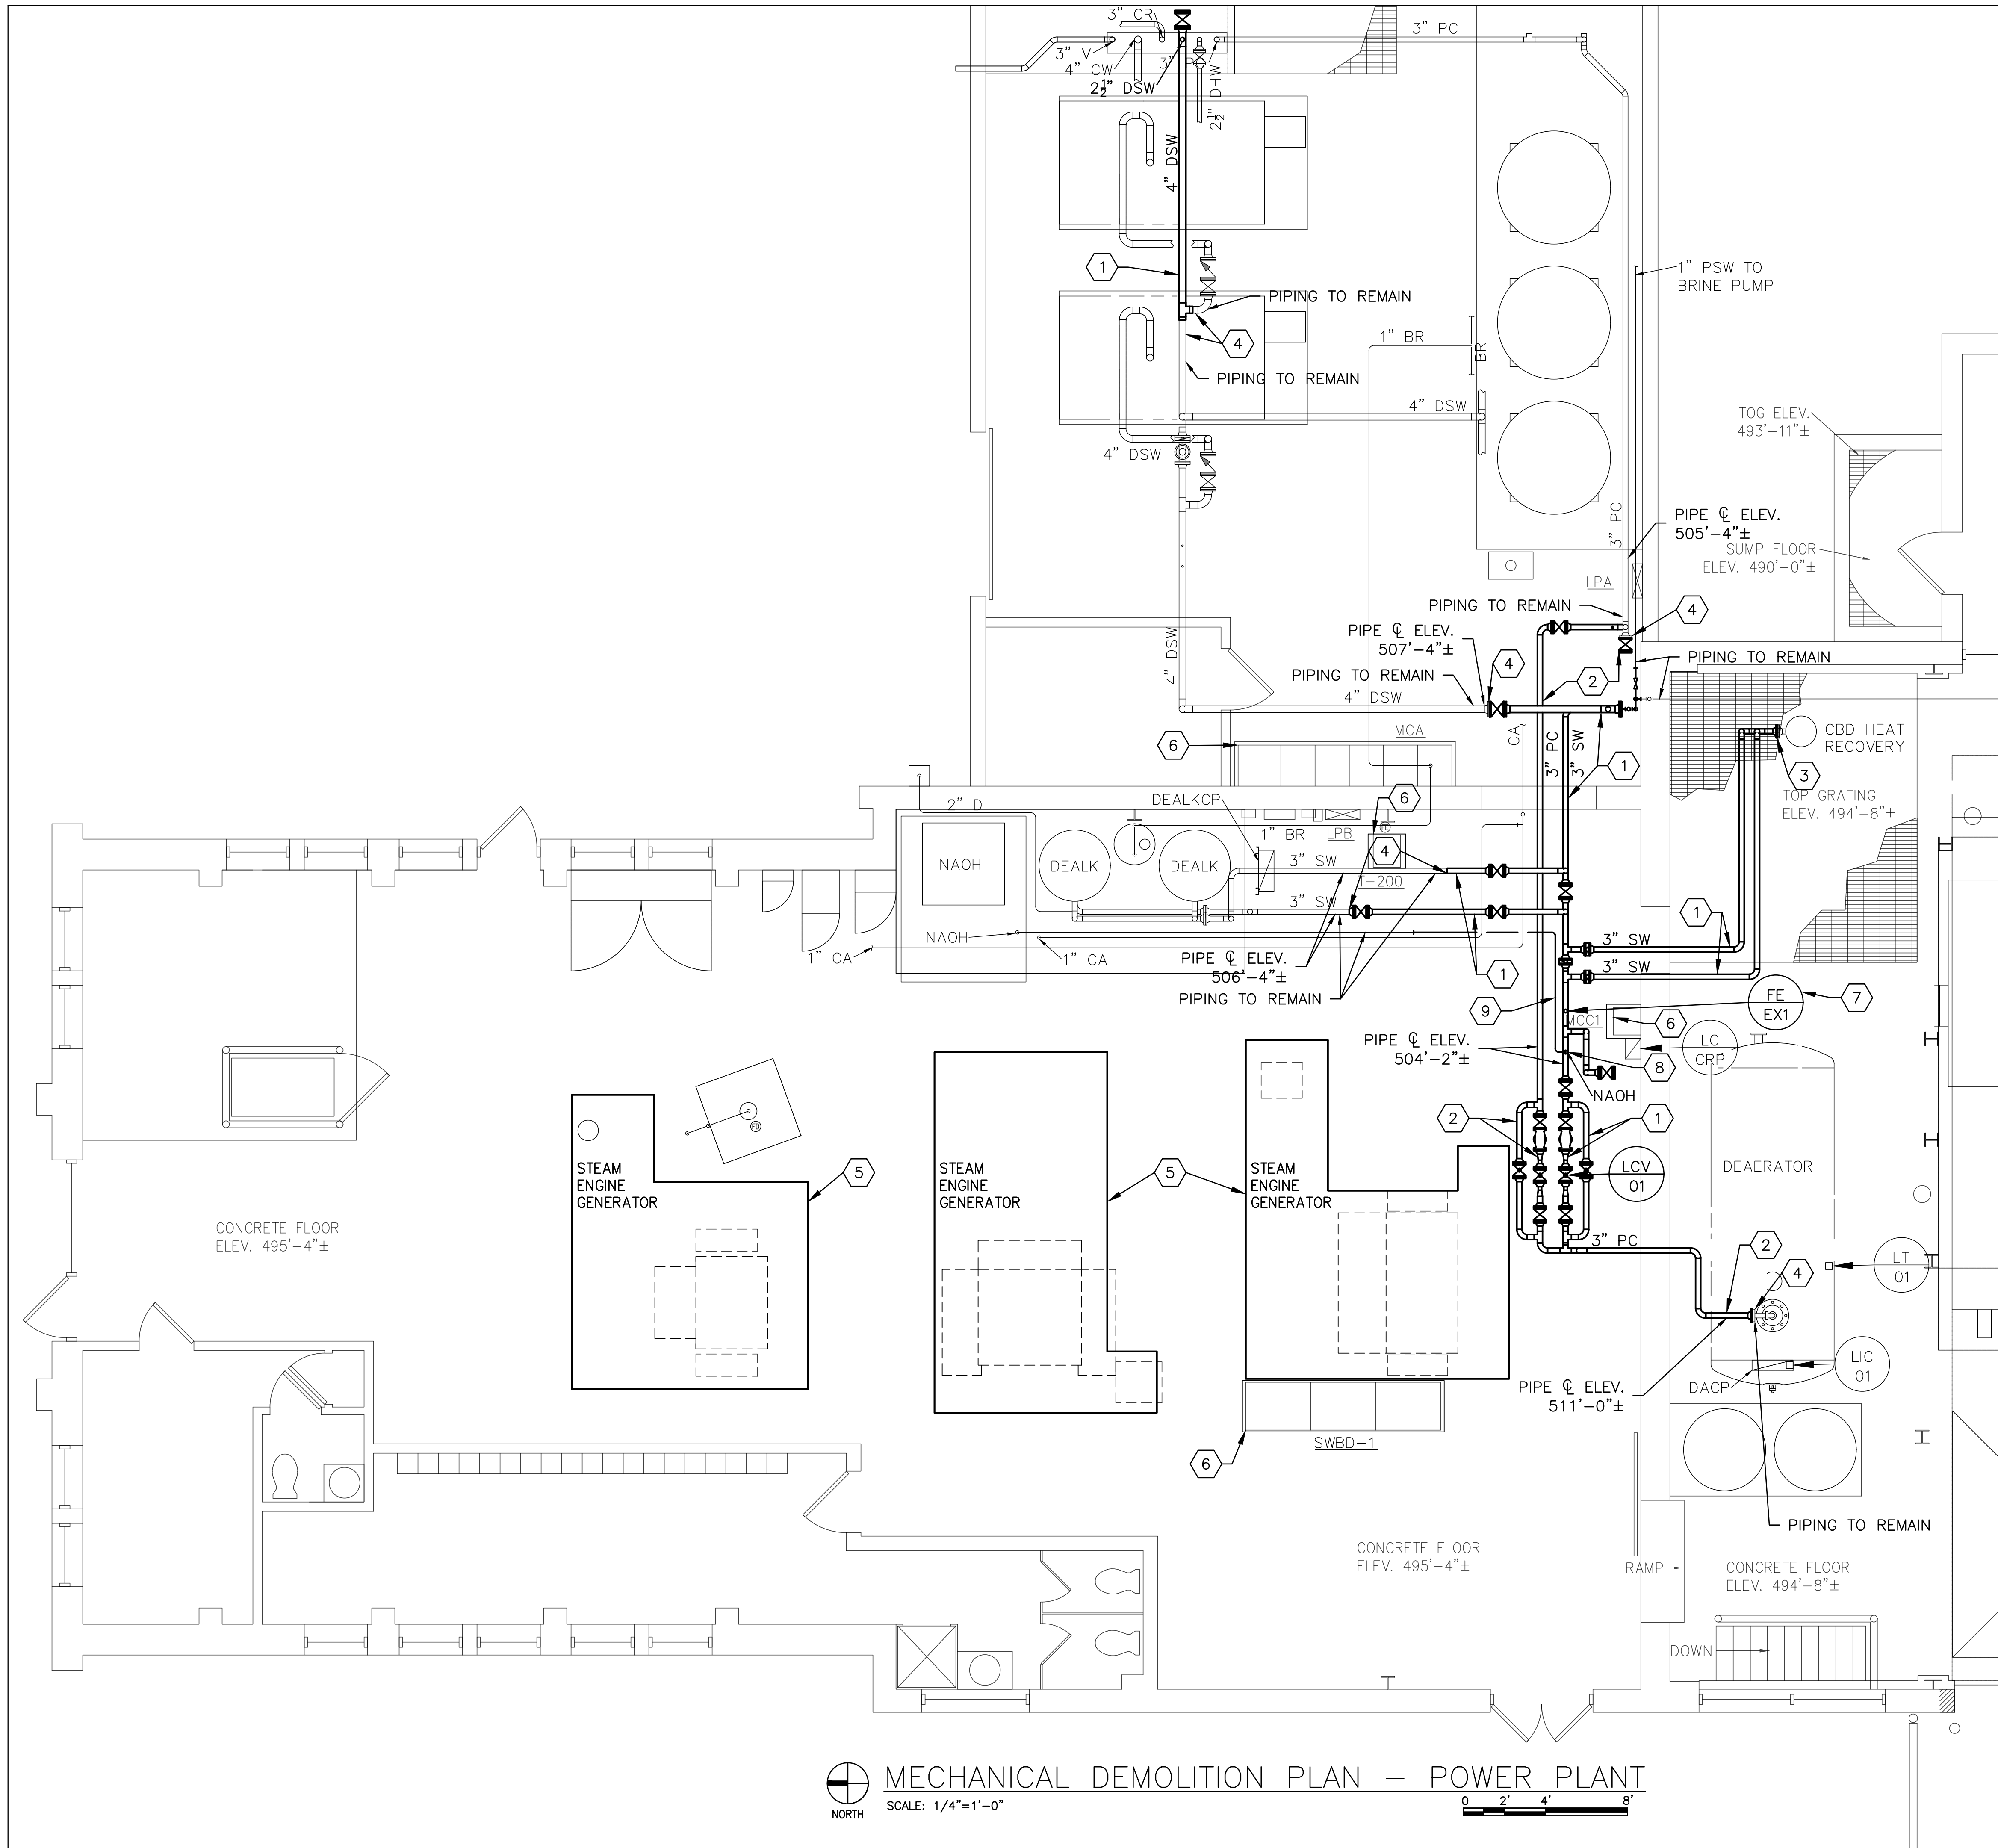 3" CR
3" V
4" CW
3"
2½" DSW
2½" DHW
3" PC
4" DSW
1
PIPING TO REMAIN
4
PIPING TO REMAIN
1" BR
BR
1" PSW TO
BRINE PUMP
4" DSW
4" DSW
TOG ELEV.
493'-11"±
3" PC
PIPE ℄ ELEV.
505'-4"±
SUMP FLOOR
ELEV. 490'-0"±
LPA
PIPING TO REMAIN
4
PIPE ℄ ELEV.
507'-4"±
4" DSW
4
PIPING TO REMAIN
PIPING TO REMAIN
2
4" DSW
MCA
CA
3" PC
3" SW
6
1
CBD HEAT
RECOVERY
3
TOP GRATING
ELEV. 494'-8"±
2" D
DEALKCP
6
1" BR
LPB
NAOH
DEALK
DEALK
3" SW
4
T-200
3" SW
NAOH
1" CA
1" CA
PIPE ℄ ELEV.
506'-4"±
1
PIPING TO REMAIN
1
3" SW
3" SW
FE
EX1
7
9
MCC1
6
PIPE ℄ ELEV.
504'-2"±
LC
CRP
8
NAOH
2
1
FD
STEAM
ENGINE
GENERATOR
5
STEAM
ENGINE
GENERATOR
5
STEAM
ENGINE
GENERATOR
LCV
01
DEAERATOR
CONCRETE FLOOR
ELEV. 495'-4"±
3" PC
2
4
LT
01
LIC
01
PIPE ℄ ELEV.
511'-0"±
DACP
SWBD-1
6
PIPING TO REMAIN
CONCRETE FLOOR
ELEV. 495'-4"±
RAMP
CONCRETE FLOOR
ELEV. 494'-8"±
DOWN
NORTH
MECHANICAL DEMOLITION PLAN - POWER PLANT
SCALE: 1/4"=1'-0"
0 2' 4' 8'